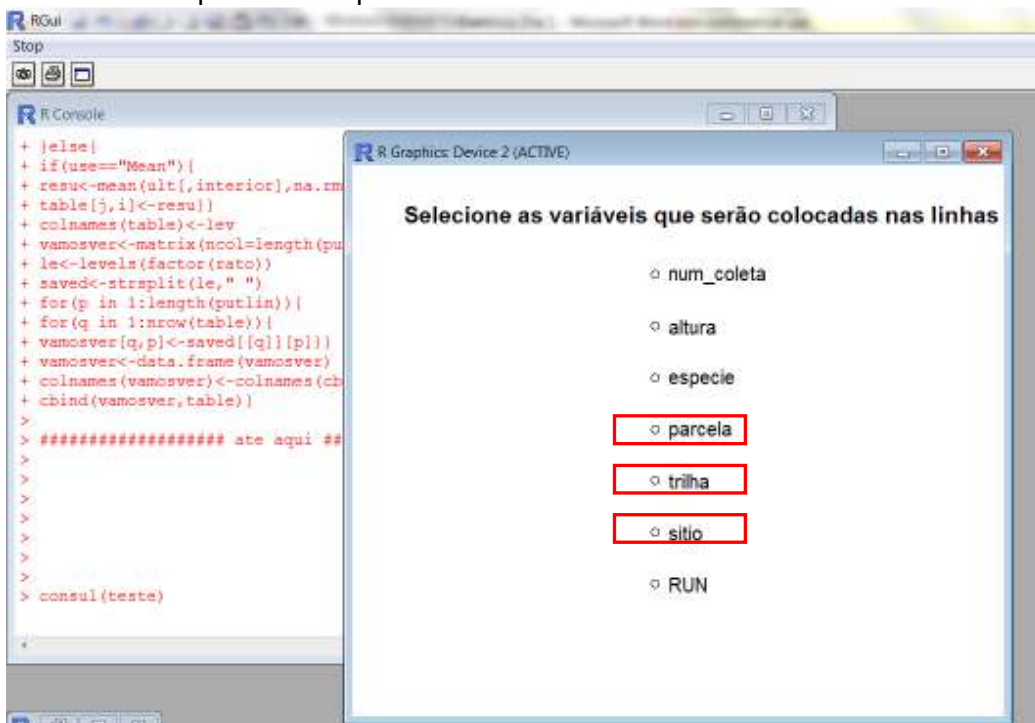 RGui
Stop
R Console
+ }else{
+ if(use=="Mean"){
+ resu<-mean(ult[,interior],na.rm
+ table[j,i]<-resu}}
+ colnames(table)<-lev
+ vamosver<-matrix(ncol=length(pu
+ le<-levels(factor(rato))
+ saved<-strsplit(le," ")
+ for(p in 1:length(putlin)){
+ for(q in 1:nrow(table)){
+ vamosver[q,p]<-saved[[q]][p]}}
+ vamosver<-data.frame(vamosver)
+ colnames(vamosver)<-colnames(cb
+ cbind(vamosver,table)}
>
> ################### ate aqui ##
>
>
>
>
>
>
>
> consul(teste)
R Graphics: Device 2 (ACTIVE)
Selecione as variáveis que serão colocadas nas linhas
num_coleta
altura
especie
parcela
trilha
sitio
RUN